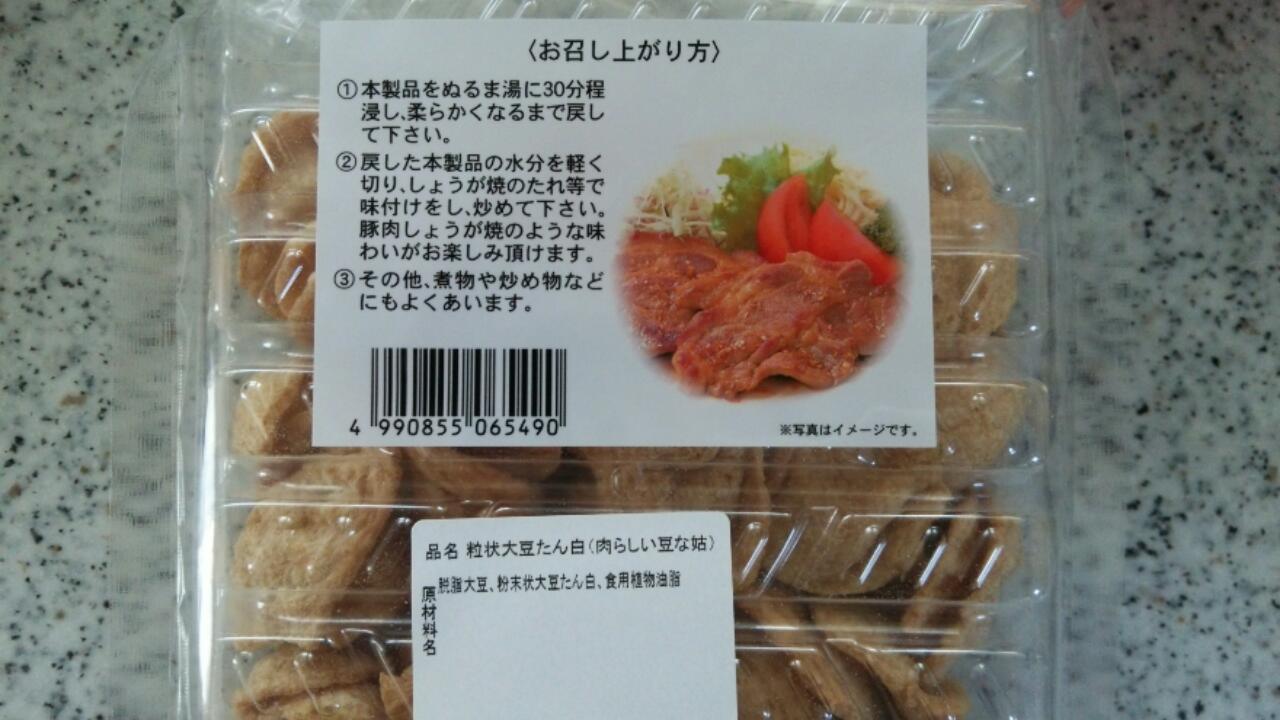 〈お召し上がり方〉
①本製品をぬるま湯に30分程
浸し、柔らかくなるまで戻し
て下さい。
②戻した本製品の水分を軽く
切り、しょうが焼のたれ等で
味付けをし、炒めて下さい。
豚肉しょうが焼のような味
わいがお楽しみ頂けます。
③その他、煮物や炒め物など
にもよくあいます。
4 990855 065490
※写真はイメージです。
品名 粒状大豆たん白(肉らしい豆な姑)
原材料名
脱脂大豆、粉末状大豆たん白、食用植物油脂